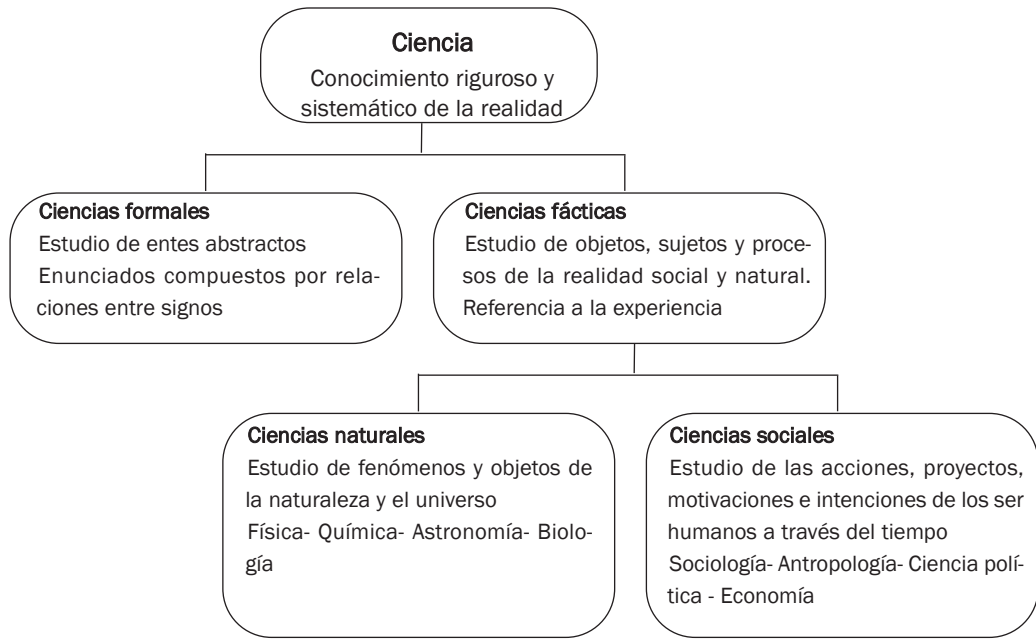 Ciencia
Conocimiento riguroso y
sistemático de la realidad
Ciencias formales
Estudio de entes abstractos
Enunciados compuestos por rela-
ciones entre signos
Ciencias fácticas
Estudio de objetos, sujetos y proce-
sos de la realidad social y natural.
Referencia a la experiencia
Ciencias naturales
Estudio de fenómenos y objetos de
la naturaleza y el universo
Física- Química- Astronomía- Biolo-
gía
Ciencias sociales
Estudio de las acciones, proyectos,
motivaciones e intenciones de los ser
humanos a través del tiempo
Sociología- Antropología- Ciencia polí-
tica - Economía